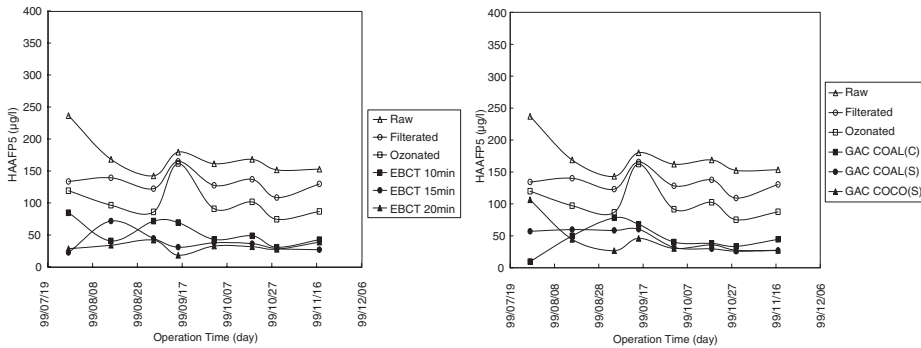 400
350
300
250
200
150
100
50
0
HAAFP5 (µg/l)
99/07/19
99/08/08
99/08/28
99/09/17
99/10/07
99/10/27
99/11/16
99/12/06
Operation Time (day)
Raw
Filterated
Ozonated
EBCT 10min
EBCT 15min
EBCT 20min
400
350
300
250
200
150
100
50
0
HAAFP5 (µg/l)
99/07/19
99/08/08
99/08/28
99/09/17
99/10/07
99/10/27
99/11/16
99/12/06
Operation Time (day)
Raw
Filterated
Ozonated
GAC COAL(C)
GAC COAL(S)
GAC COCO(S)